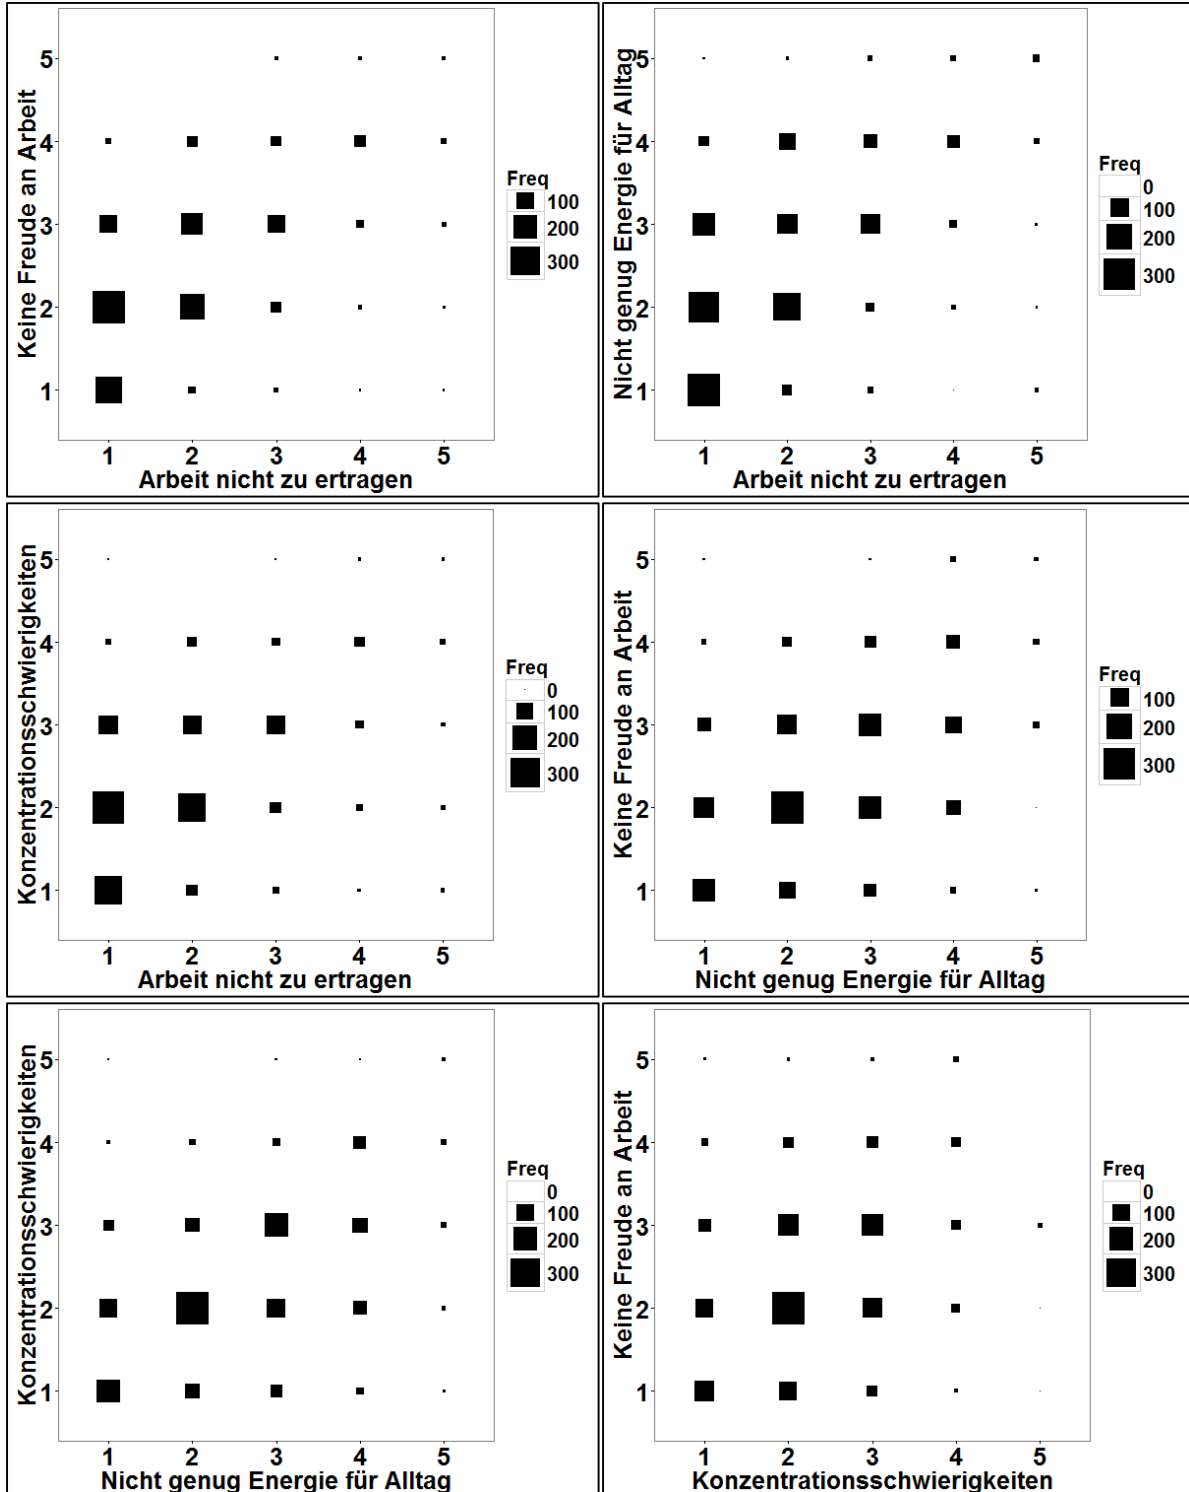 Keine Freude an Arbeit
5
4
3
2
1
1 2 3 4 5
Arbeit nicht zu ertragen
Freq
100
200
300
Nicht genug Energie für Alltag
5
4
3
2
1
1 2 3 4 5
Arbeit nicht zu ertragen
Freq
0
100
200
300
Konzentrationsschwierigkeiten
5
4
3
2
1
1 2 3 4 5
Arbeit nicht zu ertragen
Freq
0
100
200
300
Keine Freude an Arbeit
5
4
3
2
1
1 2 3 4 5
Nicht genug Energie für Alltag
Freq
100
200
300
Konzentrationsschwierigkeiten
5
4
3
2
1
1 2 3 4 5
Nicht genug Energie für Alltag
Freq
0
100
200
300
Keine Freude an Arbeit
5
4
3
2
1
1 2 3 4 5
Konzentrationsschwierigkeiten
Freq
0
100
200
300